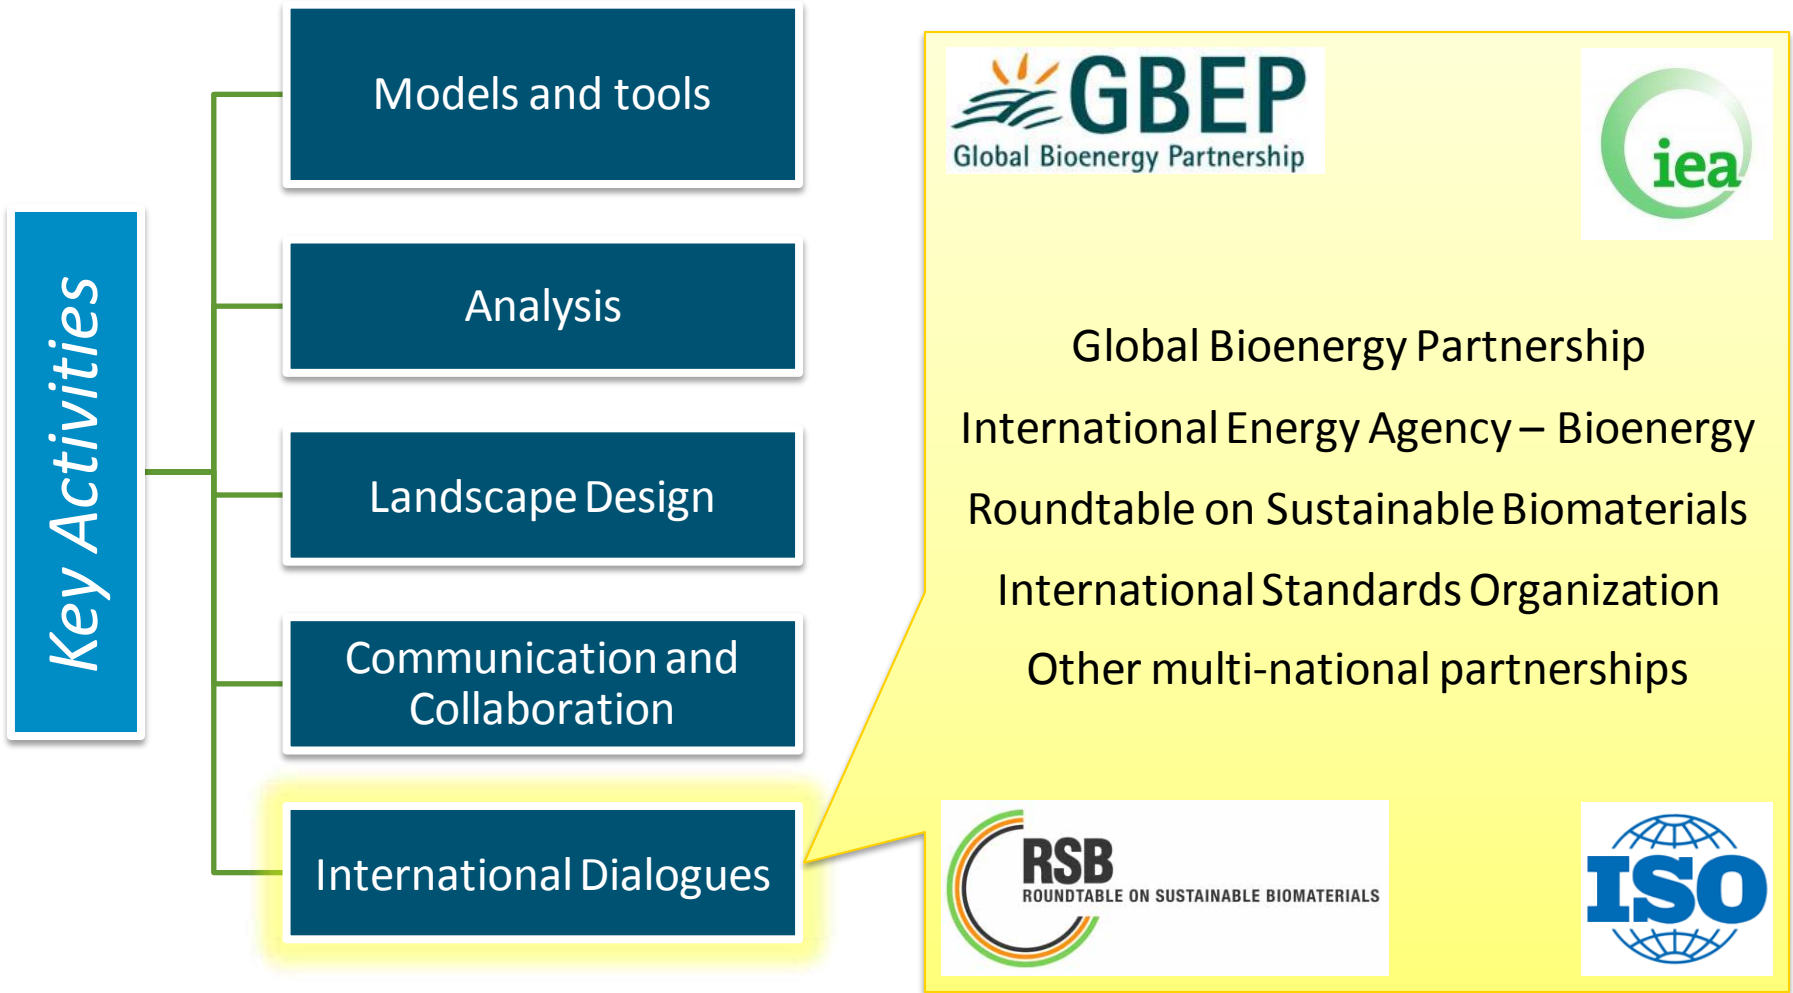 Key Activities
Models and tools
Analysis
Landscape Design
Communication and
Collaboration
International Dialogues
GBEP
Global Bioenergy Partnership
iea
Global Bioenergy Partnership
International Energy Agency – Bioenergy
Roundtable on Sustainable Biomaterials
International Standards Organization
Other multi-national partnerships
RSB
ROUNDTABLE ON SUSTAINABLE BIOMATERIALS
ISO